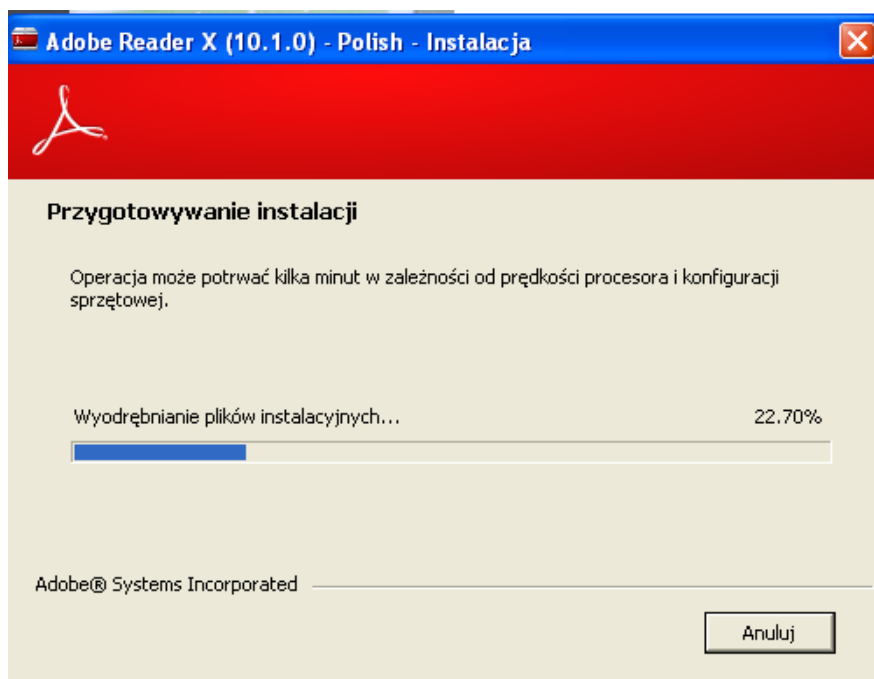 Adobe Reader X (10.1.0) - Polish - Instalacja
Przygotowywanie instalacji
Operacja może potrwać kilka minut w zależności od prędkości procesora i konfiguracji
sprzętowej.
Wyodrębnianie plików instalacyjnych... 22.70%
Adobe® Systems Incorporated
Anuluj